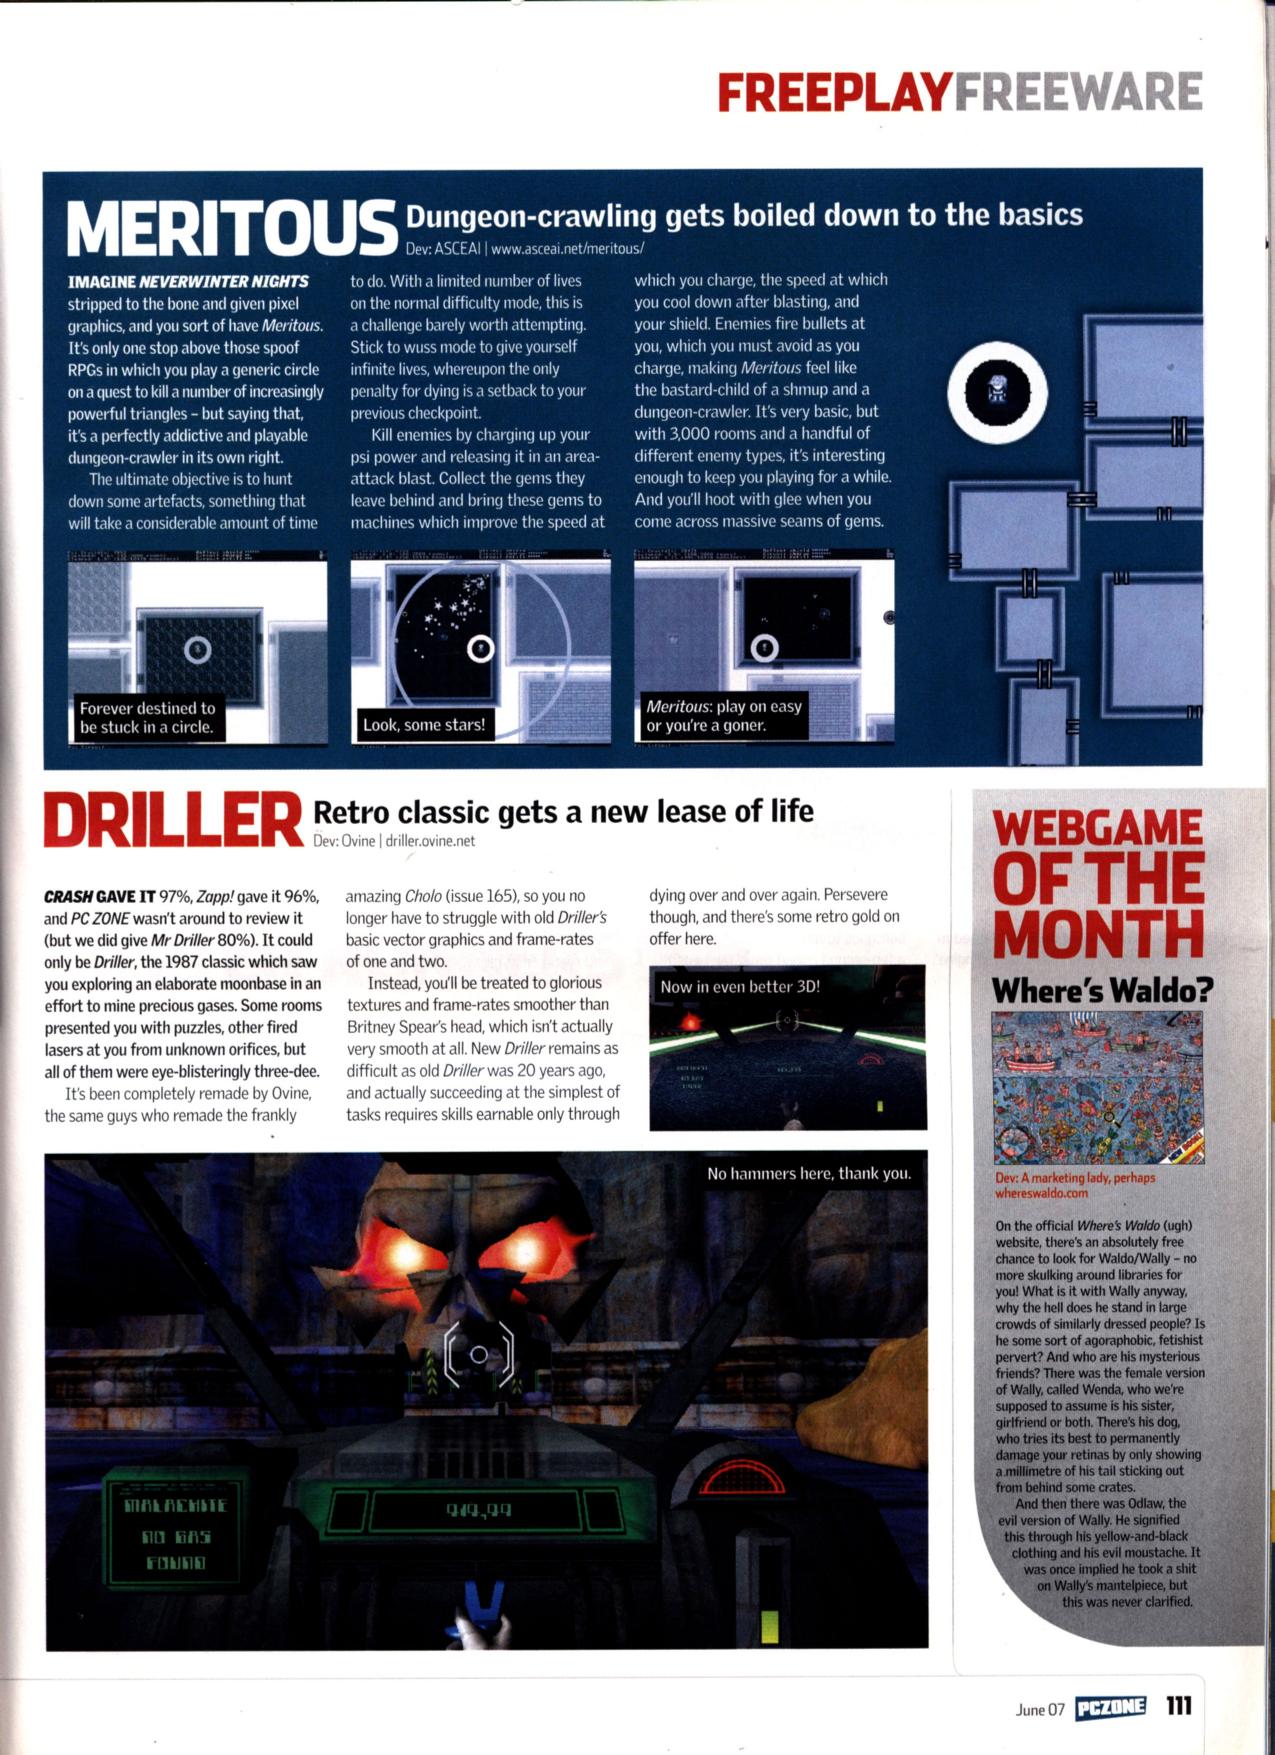 FREEPLAYFREEWARE
MERITOUS
Dungeon-crawling gets boiled down to the basics
Dev: ASCEAI | www.asceai.net/meritous/
IMAGINE NEVERWINTER NIGHTS
stripped to the bone and given pixel
graphics, and you sort of have Meritous.
It's only one stop above those spoof
RPGs in which you play a generic circle
on a quest to kill a number of increasingly
powerful triangles – but saying that,
it's a perfectly addictive and playable
dungeon-crawler in its own right.
The ultimate objective is to hunt
down some artefacts, something that
will take a considerable amount of time
to do. With a limited number of lives
on the normal difficulty mode, this is
a challenge barely worth attempting.
Stick to wuss mode to give yourself
infinite lives, whereupon the only
penalty for dying is a setback to your
previous checkpoint.
Kill enemies by charging up your
psi power and releasing it in an area-
attack blast. Collect the gems they
leave behind and bring these gems to
machines which improve the speed at
which you charge, the speed at which
you cool down after blasting, and
your shield. Enemies fire bullets at
you, which you must avoid as you
charge, making Meritous feel like
the bastard-child of a shmup and a
dungeon-crawler. It's very basic, but
with 3,000 rooms and a handful of
different enemy types, it's interesting
enough to keep you playing for a while.
And you'll hoot with glee when you
come across massive seams of gems.
Forever destined to
be stuck in a circle.
Look, some stars!
Meritous: play on easy
or you're a goner.
DRILLER
Retro classic gets a new lease of life
Dev: Ovine | driller.ovine.net
CRASH GAVE IT 97%, Zapp! gave it 96%,
and PC ZONE wasn't around to review it
(but we did give Mr Driller 80%). It could
only be Driller, the 1987 classic which saw
you exploring an elaborate moonbase in an
effort to mine precious gases. Some rooms
presented you with puzzles, other fired
lasers at you from unknown orifices, but
all of them were eye-blisteringly three-dee.
It's been completely remade by Ovine,
the same guys who remade the frankly
amazing Cholo (issue 165), so you no
longer have to struggle with old Driller's
basic vector graphics and frame-rates
of one and two.
Instead, you'll be treated to glorious
textures and frame-rates smoother than
Britney Spear's head, which isn't actually
very smooth at all. New Driller remains as
difficult as old Driller was 20 years ago,
and actually succeeding at the simplest of
tasks requires skills earnable only through
dying over and over again. Persevere
though, and there's some retro gold on
offer here.
Now in even better 3D!
No hammers here, thank you.
MALACHITE
NO GAS
FOUND
WEBGAME
OF THE
MONTH
Where's Waldo?
NEW BOOK!
Dev: A marketing lady, perhaps
whereswaldo.com
On the official Where's Waldo (ugh)
website, there's an absolutely free
chance to look for Waldo/Wally – no
more skulking around libraries for
you! What is it with Wally anyway,
why the hell does he stand in large
crowds of similarly dressed people? Is
he some sort of agoraphobic, fetishist
pervert? And who are his mysterious
friends? There was the female version
of Wally, called Wenda, who we're
supposed to assume is his sister,
girlfriend or both. There's his dog,
who tries its best to permanently
damage your retinas by only showing
a millimetre of his tail sticking out
from behind some crates.
And then there was Odlaw, the
evil version of Wally. He signified
this through his yellow-and-black
clothing and his evil moustache. It
was once implied he took a shit
on Wally's mantelpiece, but
this was never clarified.
June 07 PCZONE 111